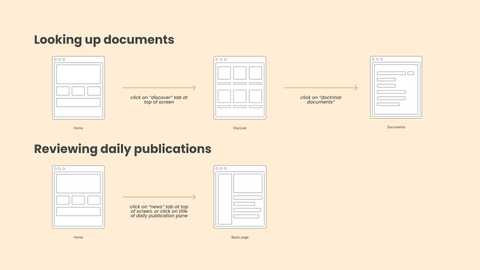 Looking up documents
click on "discover" tab at
top of screen
click on "doctrinal
documents"
Home
Discover
Documents
Reviewing daily publications
click on "news" tab at top
of screen, or click on title
of daily publication pane
Home
Basic page